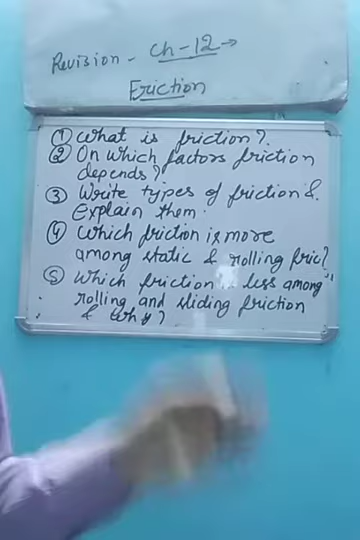 Revision - Ch-12→
Friction
① What is friction?
② On which factors friction
depends?
③ Write types of friction &
explain them.
④ Which friction is more
among static & rolling fric?
⑤ Which friction is less among"
rolling and sliding friction
& why?